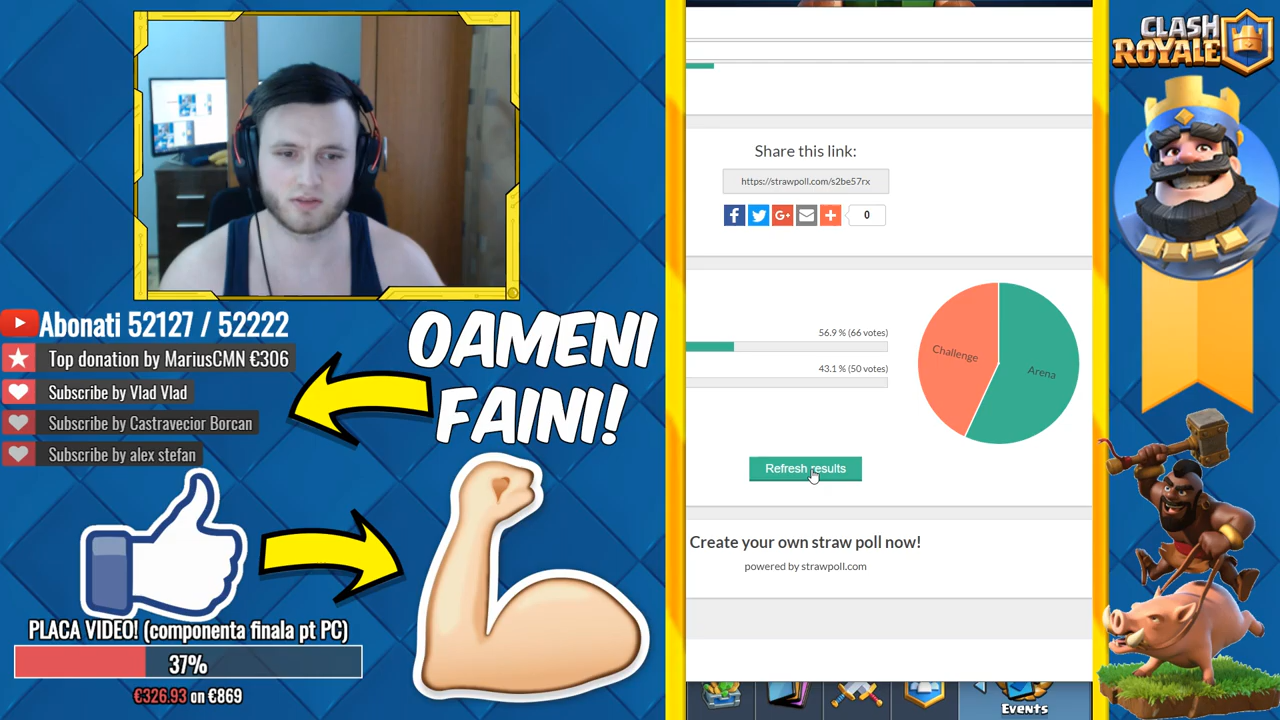 Abonati 52127 / 52222
Top donation by MariusCMN €306
Subscribe by Vlad Vlad
Subscribe by Castravecior Borcan
Subscribe by alex stefan
OAMENI
FAINI!
PLACA VIDEO! (componenta finala pt PC)
37%
€326.93 on €869
Share this link:
https://strawpoll.com/s2be57rx
0
56.9 % (66 votes)
43.1 % (50 votes)
Challenge
Arena
Refresh results
Create your own straw poll now!
powered by strawpoll.com
Events
CLASH
ROYALE